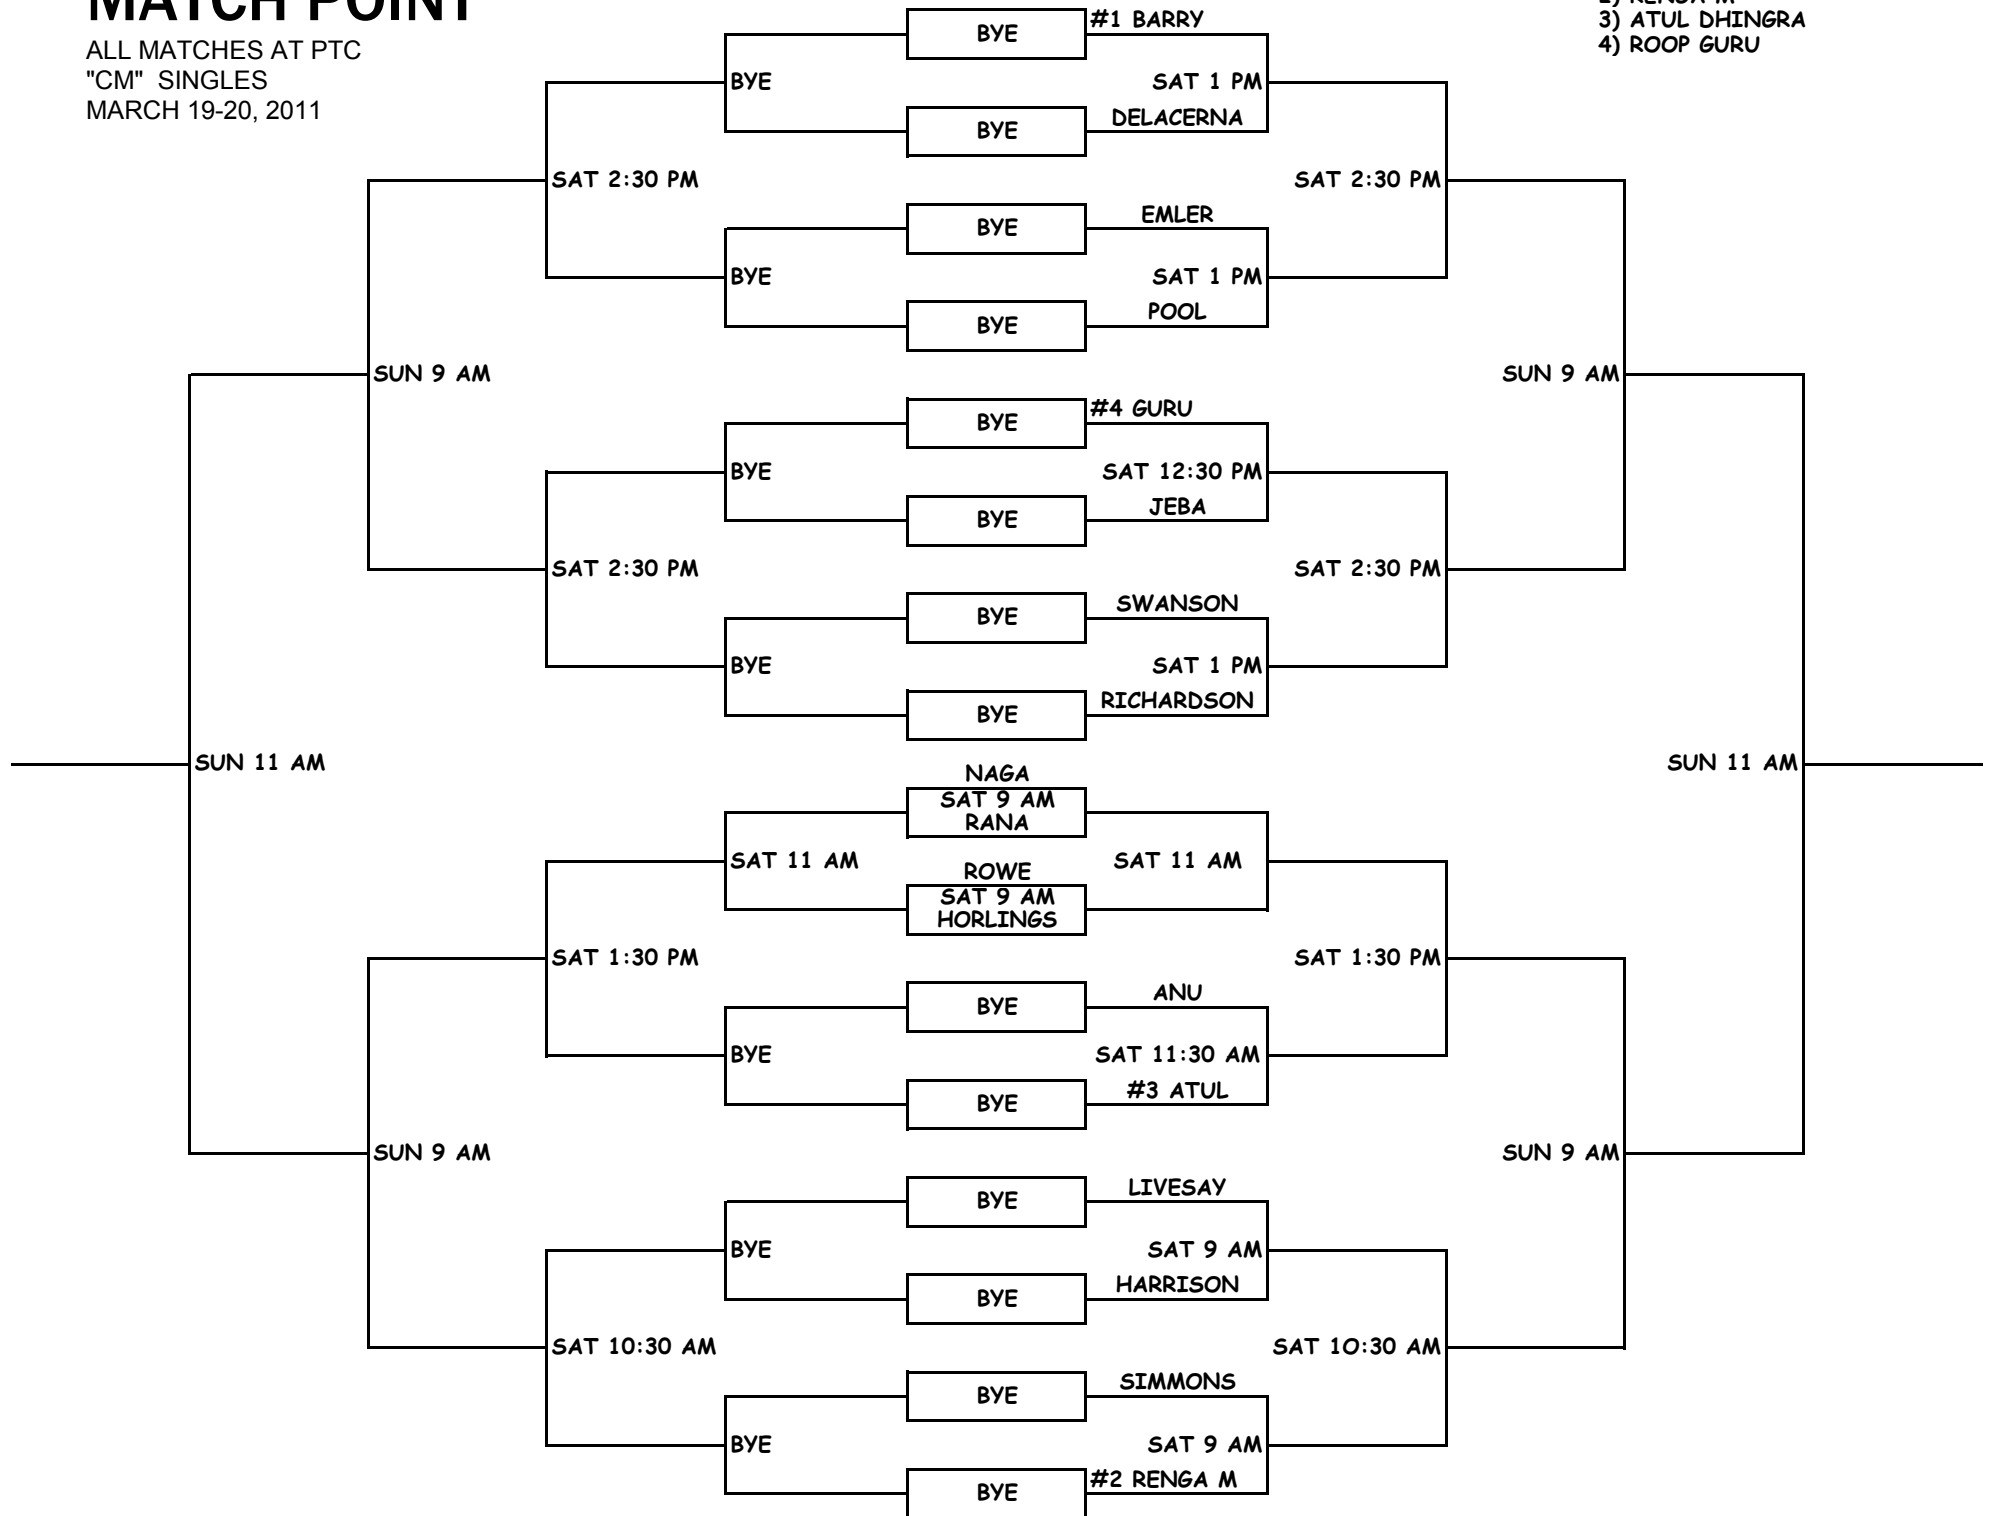 MATCH POINT
ALL MATCHES AT PTC
"CM" SINGLES
MARCH 19-20, 2011
2) RENGA M
3) ATUL DHINGRA
4) ROOP GURU
BYE
#1 BARRY
BYE
SAT 1 PM
BYE
DELACERNA
SAT 2:30 PM
SAT 2:30 PM
BYE
EMLER
BYE
SAT 1 PM
BYE
POOL
SUN 9 AM
SUN 9 AM
BYE
#4 GURU
BYE
SAT 12:30 PM
BYE
JEBA
SAT 2:30 PM
SAT 2:30 PM
BYE
SWANSON
BYE
SAT 1 PM
BYE
RICHARDSON
SUN 11 AM
SUN 11 AM
NAGA
SAT 9 AM
RANA
SAT 11 AM
SAT 11 AM
ROWE
SAT 9 AM
HORLINGS
SAT 1:30 PM
SAT 1:30 PM
BYE
ANU
BYE
SAT 11:30 AM
BYE
#3 ATUL
SUN 9 AM
SUN 9 AM
BYE
LIVESAY
BYE
SAT 9 AM
BYE
HARRISON
SAT 10:30 AM
SAT 10:30 AM
BYE
SIMMONS
BYE
SAT 9 AM
BYE
#2 RENGA M